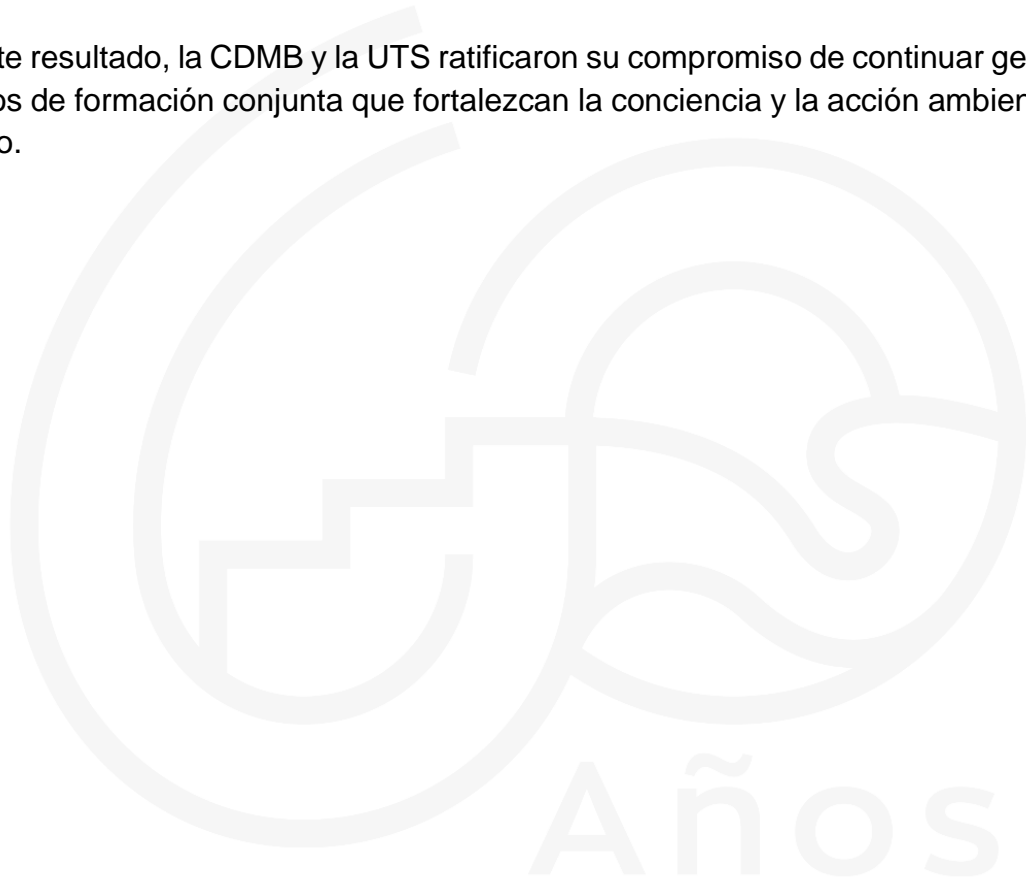 te resultado, la CDMB y la UTS ratificaron su compromiso de continuar ge
os de formación conjunta que fortalezcan la conciencia y la acción ambien
o.
Años